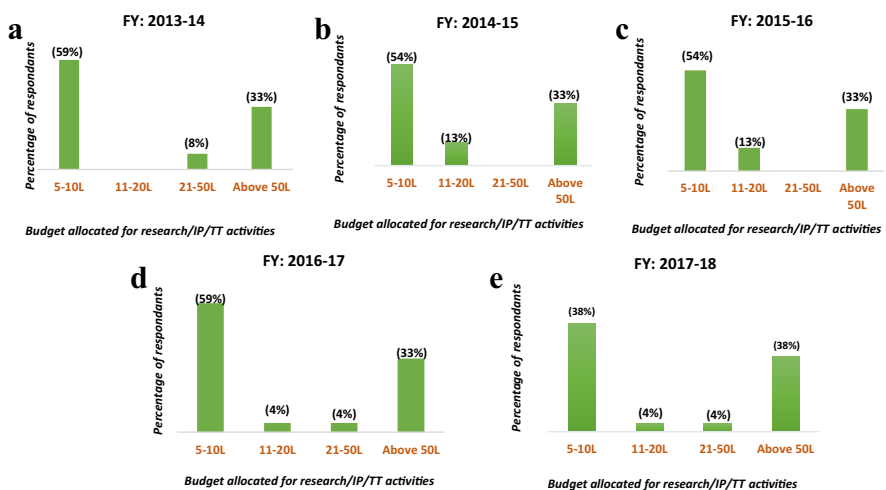 a
FY: 2013-14
Percentage of respondants
(59%)
(8%)
(33%)
5-10L 11-20L 21-50L Above 50L
Budget allocated for research/IP/TT activities
b
FY: 2014-15
Percentage of respondants
(54%)
(13%)
(33%)
5-10L 11-20L 21-50L Above
50L
Budget allocated for research/IP/TT activities
c
FY: 2015-16
Percentage of respondants
(54%)
(13%)
(33%)
5-10L 11-20L 21-50L Above
50L
Budget allocated for research/IP/TT activities
d
FY: 2016-17
Percentage of respondants
(59%)
(4%)
(4%)
(33%)
5-10L 11-20L 21-50L Above 50L
Budget allocated for research/IP/TT activities
e
FY: 2017-18
Percentage of respondants
(38%)
(4%)
(4%)
(38%)
5-10L 11-20L 21-50L Above 50L
Budget allocated for research/IP/TT activities